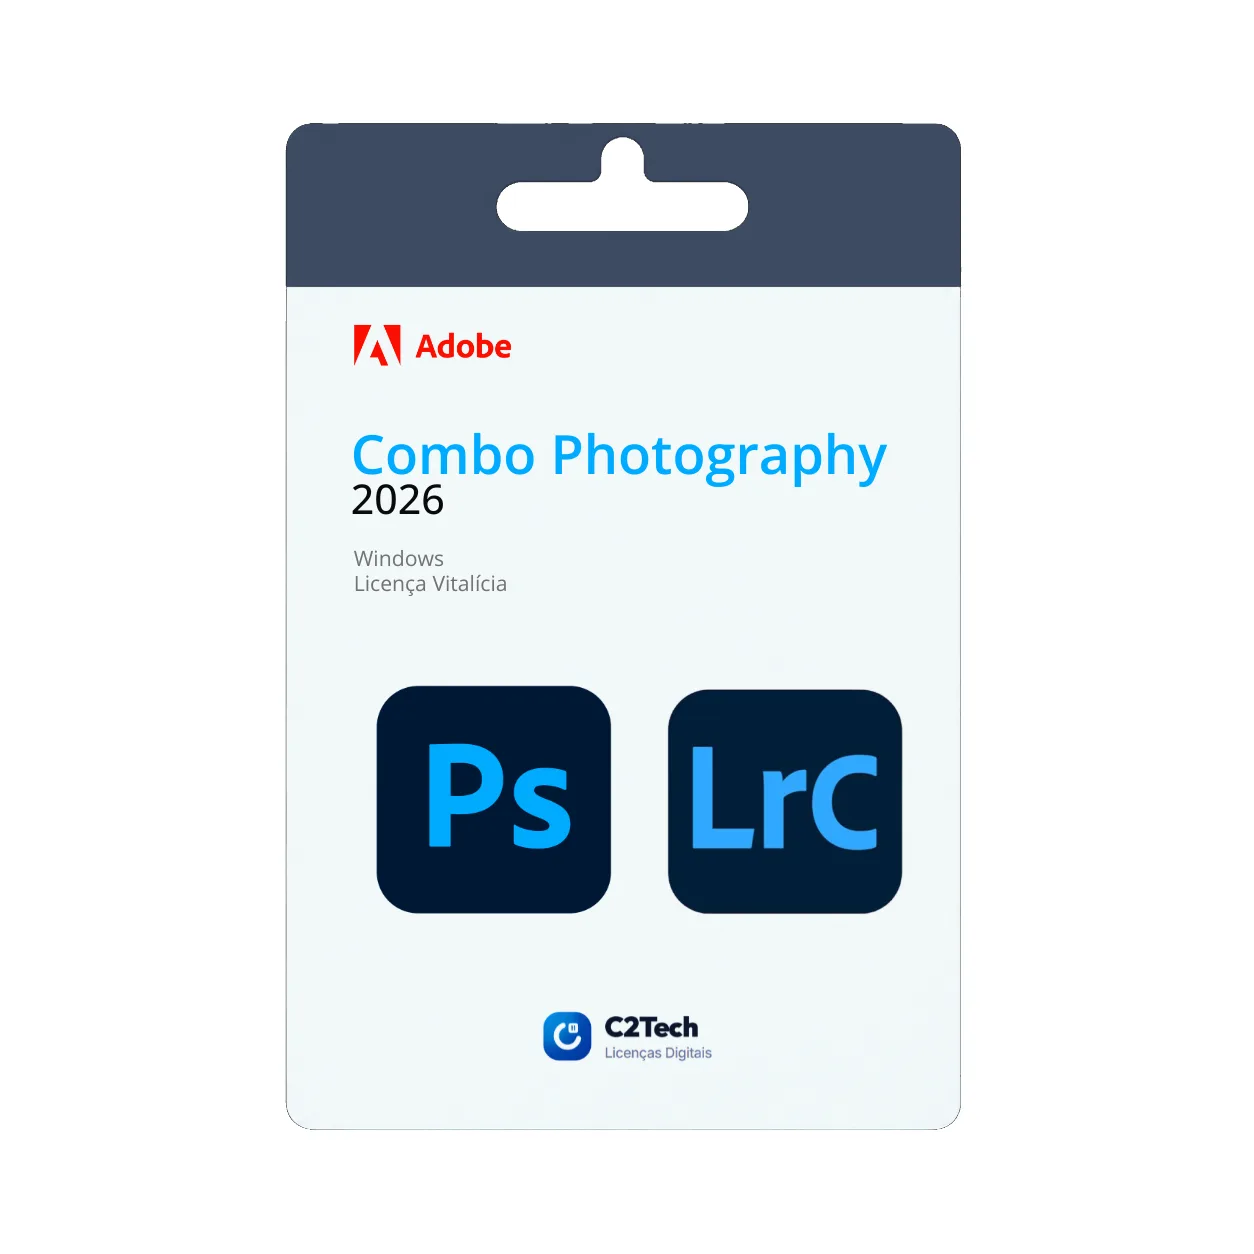 Adobe
Combo Photography
2026
Windows
Licença Vitalícia
Ps
LrC
C2Tech
Licenças Digitais